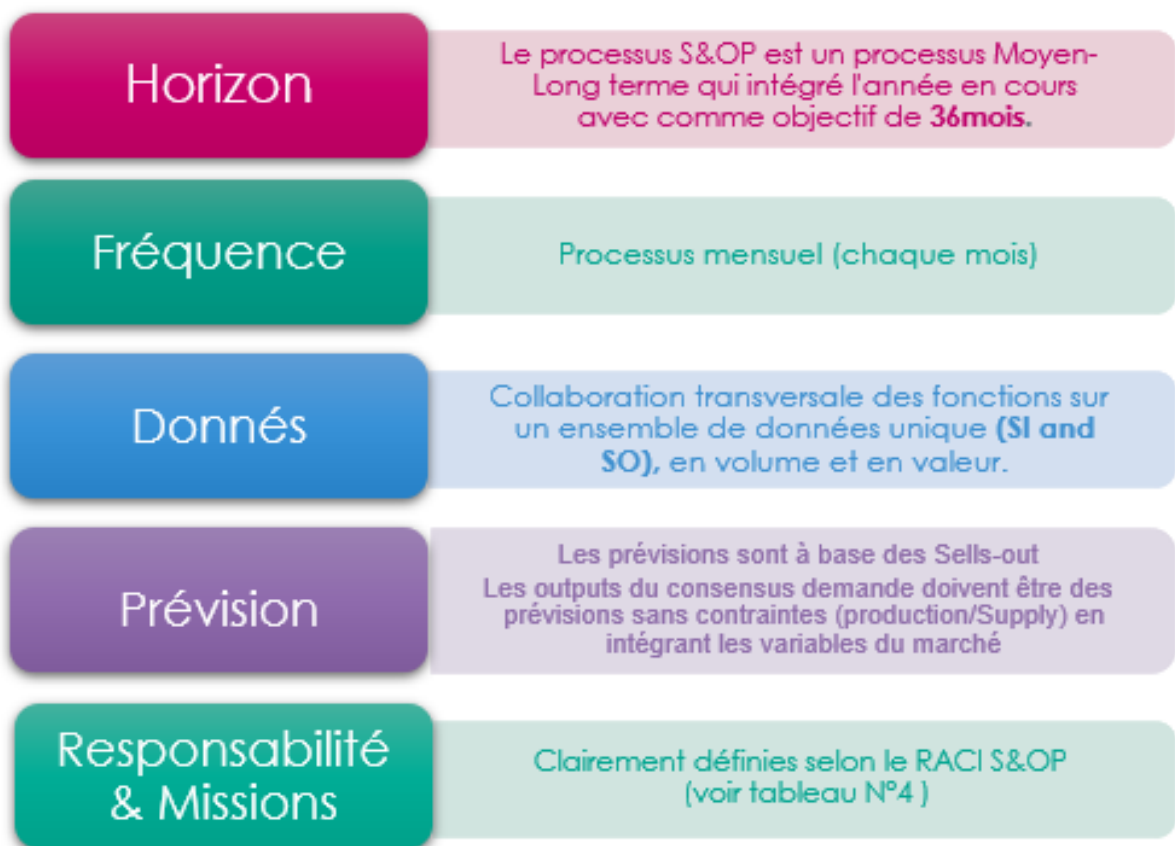 Horizon
Le processus S&OP est un processus Moyen-
Long terme qui intégré l'année en cours
avec comme objectif de 36mois.
Fréquence
Processus mensuel (chaque mois)
Donnés
Collaboration transversale des fonctions sur
un ensemble de données unique (SI and
SO), en volume et en valeur.
Prévision
Les prévisions sont à base des Sells-out
Les outputs du consensus demande doivent être des
prévisions sans contraintes (production/Supply) en
intégrant les variables du marché
Responsabilité
& Missions
Clairement définies selon le RACI S&OP
(voir tableau N°4 )